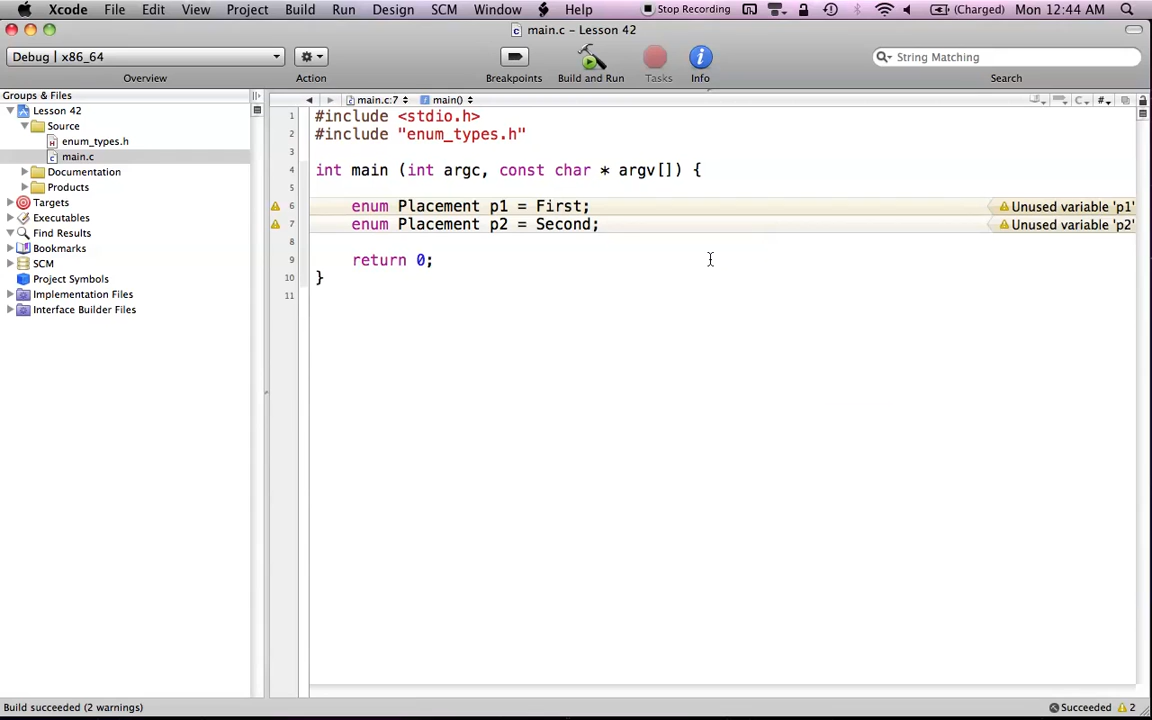 Xcode File Edit View Project Build Run Design SCM Window Help Stop Recording (Charged) Mon 12:44 AM
main.c – Lesson 42
Debug | x86_64
String Matching
Overview Action Breakpoints Build and Run Tasks Info Search
Groups & Files
Lesson 42
Source
enum_types.h
main.c
Documentation
Products
Targets
Executables
Find Results
Bookmarks
SCM
Project Symbols
Implementation Files
Interface Builder Files
main.c:7 main() C #
1 #include <stdio.h>
2 #include "enum_types.h"
3
4 int main (int argc, const char * argv[]) {
5
6 enum Placement p1 = First; Unused variable 'p1'
7 enum Placement p2 = Second; Unused variable 'p2'
8
9 return 0;
10 }
11
Build succeeded (2 warnings) Succeeded 2